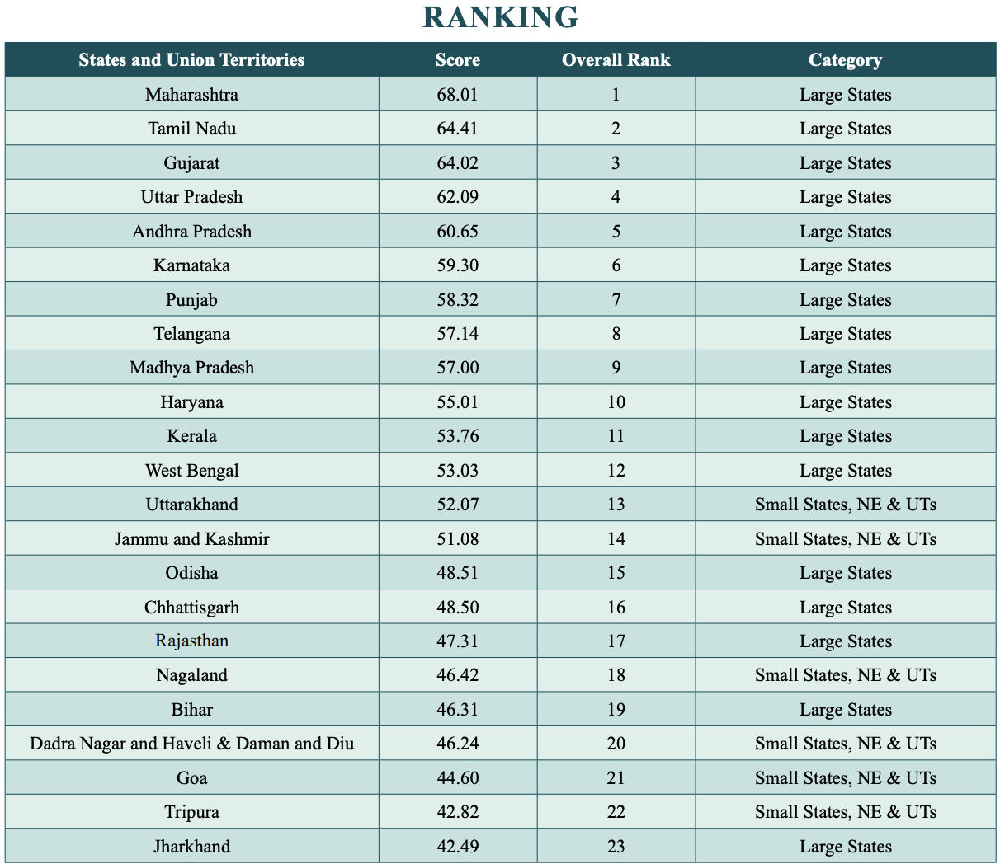 RANKING
States and Union Territories Score Overall Rank Category
Maharashtra 68.01 1 Large States
Tamil Nadu 64.41 2 Large States
Gujarat 64.02 3 Large States
Uttar Pradesh 62.09 4 Large States
Andhra Pradesh 60.65 5 Large States
Karnataka 59.30 6 Large States
Punjab 58.32 7 Large States
Telangana 57.14 8 Large States
Madhya Pradesh 57.00 9 Large States
Haryana 55.01 10 Large States
Kerala 53.76 11 Large States
West Bengal 53.03 12 Large States
Uttarakhand 52.07 13 Small States, NE & UTs
Jammu and Kashmir 51.08 14 Small States, NE & UTs
Odisha 48.51 15 Large States
Chhattisgarh 48.50 16 Large States
Rajasthan 47.31 17 Large States
Nagaland 46.42 18 Small States, NE & UTs
Bihar 46.31 19 Large States
Dadra Nagar and Haveli & Daman and Diu 46.24 20 Small States, NE & UTs
Goa 44.60 21 Small States, NE & UTs
Tripura 42.82 22 Small States, NE & UTs
Jharkhand 42.49 23 Large States